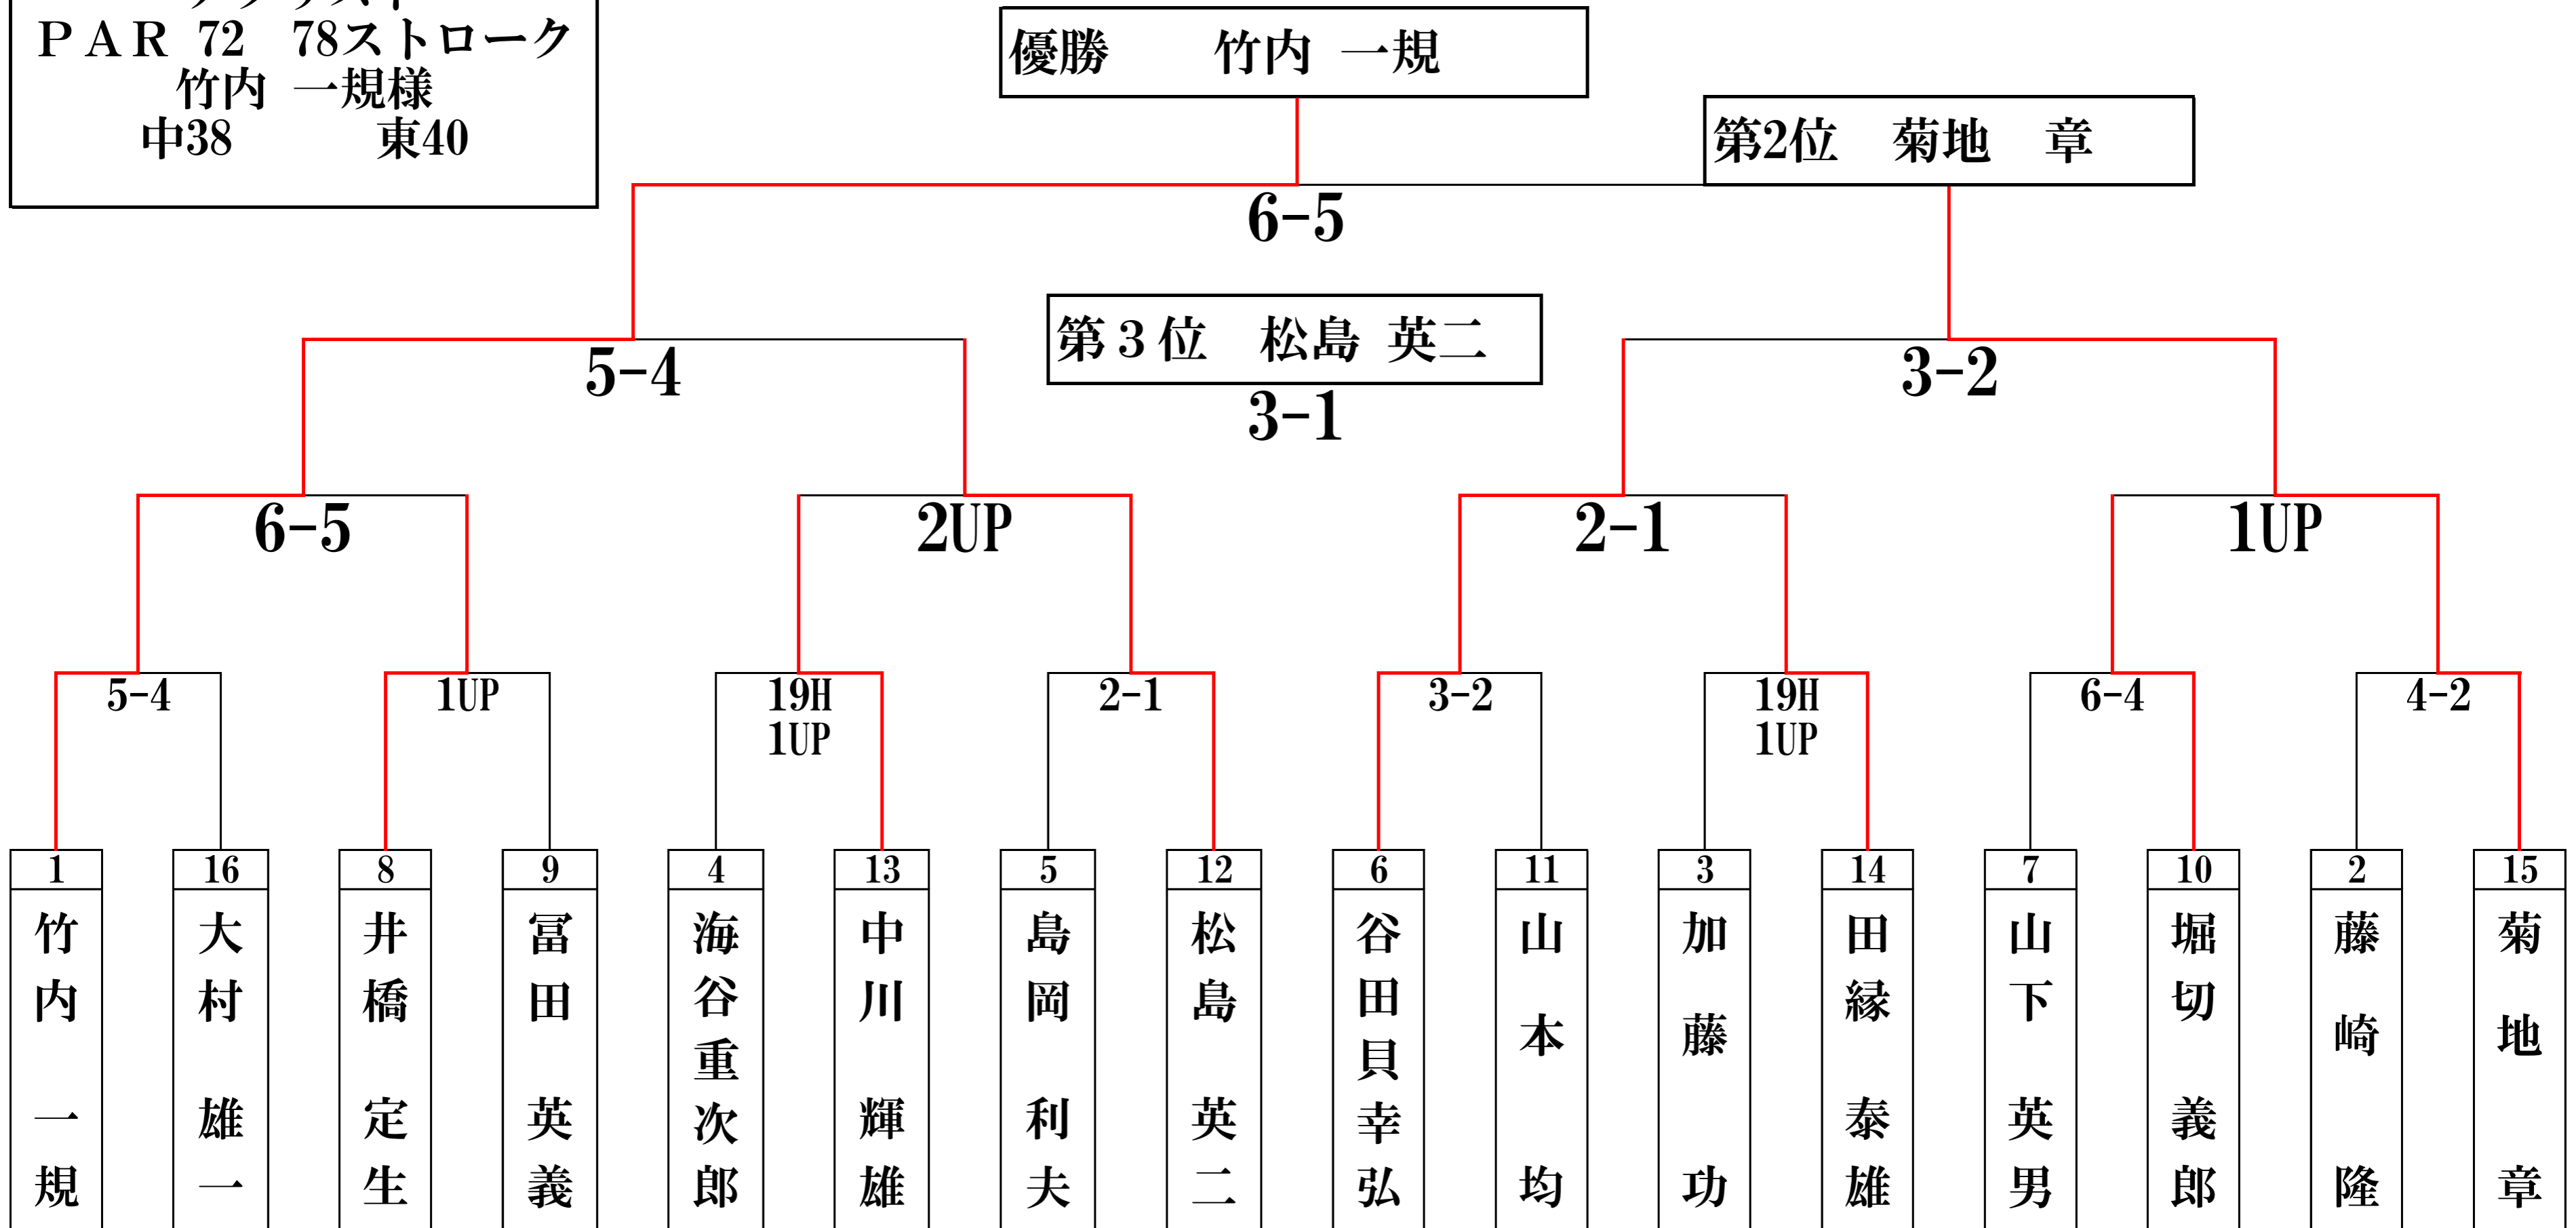 PAR 72　78ストローク
竹内 一規様
中38　東40
優勝　竹内 一規
第2位　菊地　章
6-5
第３位　松島 英二
3-1
5-4
3-2
6-5
2UP
2-1
1UP
5-4
1UP
19H
1UP
2-1
3-2
19H
1UP
6-4
4-2
1
16
8
9
4
13
5
12
6
11
3
14
7
10
2
15
竹内 一規
大村 雄一
井橋 定生
冨田 英義
海谷重次郎
中川 輝雄
島岡 利夫
松島 英二
谷田貝幸弘
山本 均
加藤 功
田縁 泰雄
山下 英男
堀切 義郎
藤崎 隆
菊地 章